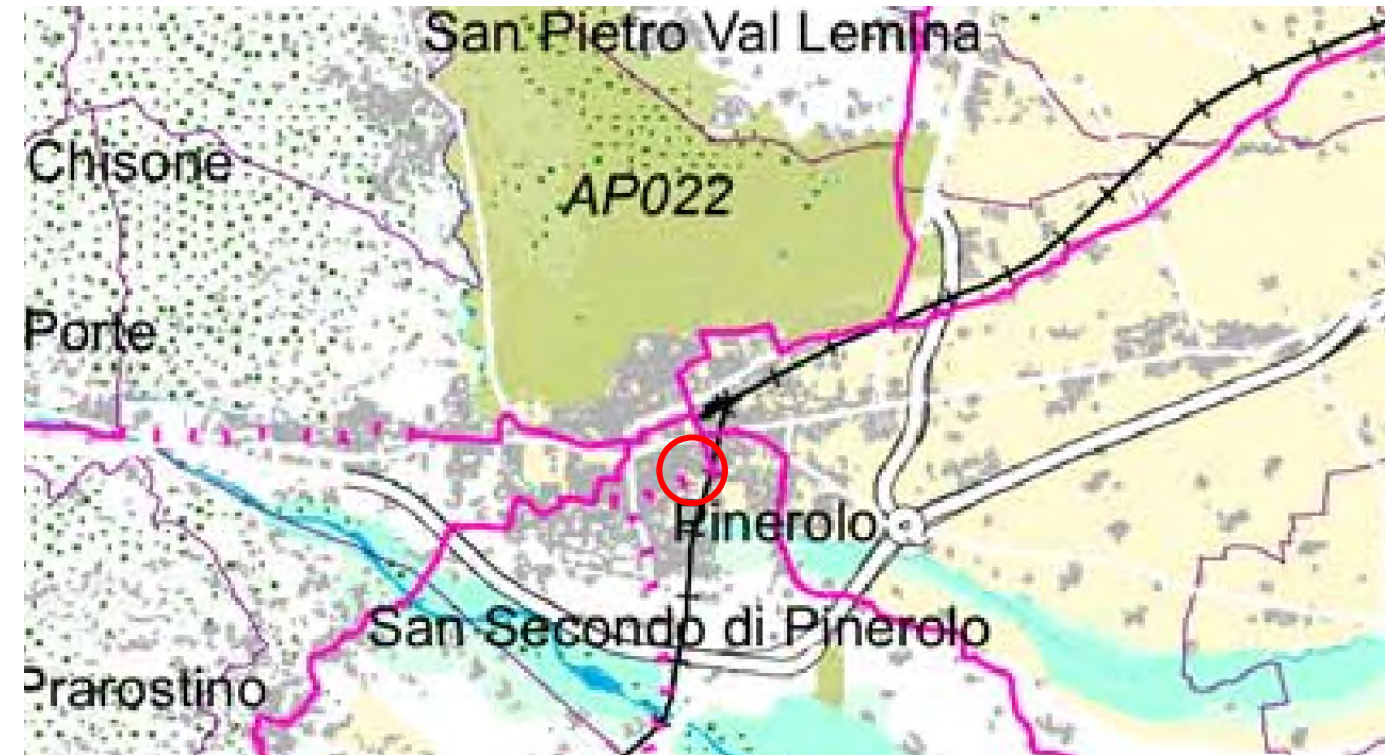 San Pietro Val Lemina
Chisone
AP022
Porte
Pinerolo
San Secondo di Pinerolo
Prarostino